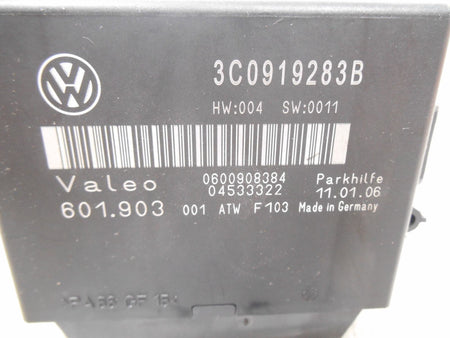 3C0919283B
HW:004 SW:0011
Valeo 0600908384 Parkhilfe
04533322 11.01.06
601.903 001 ATW F103 Made in Germany